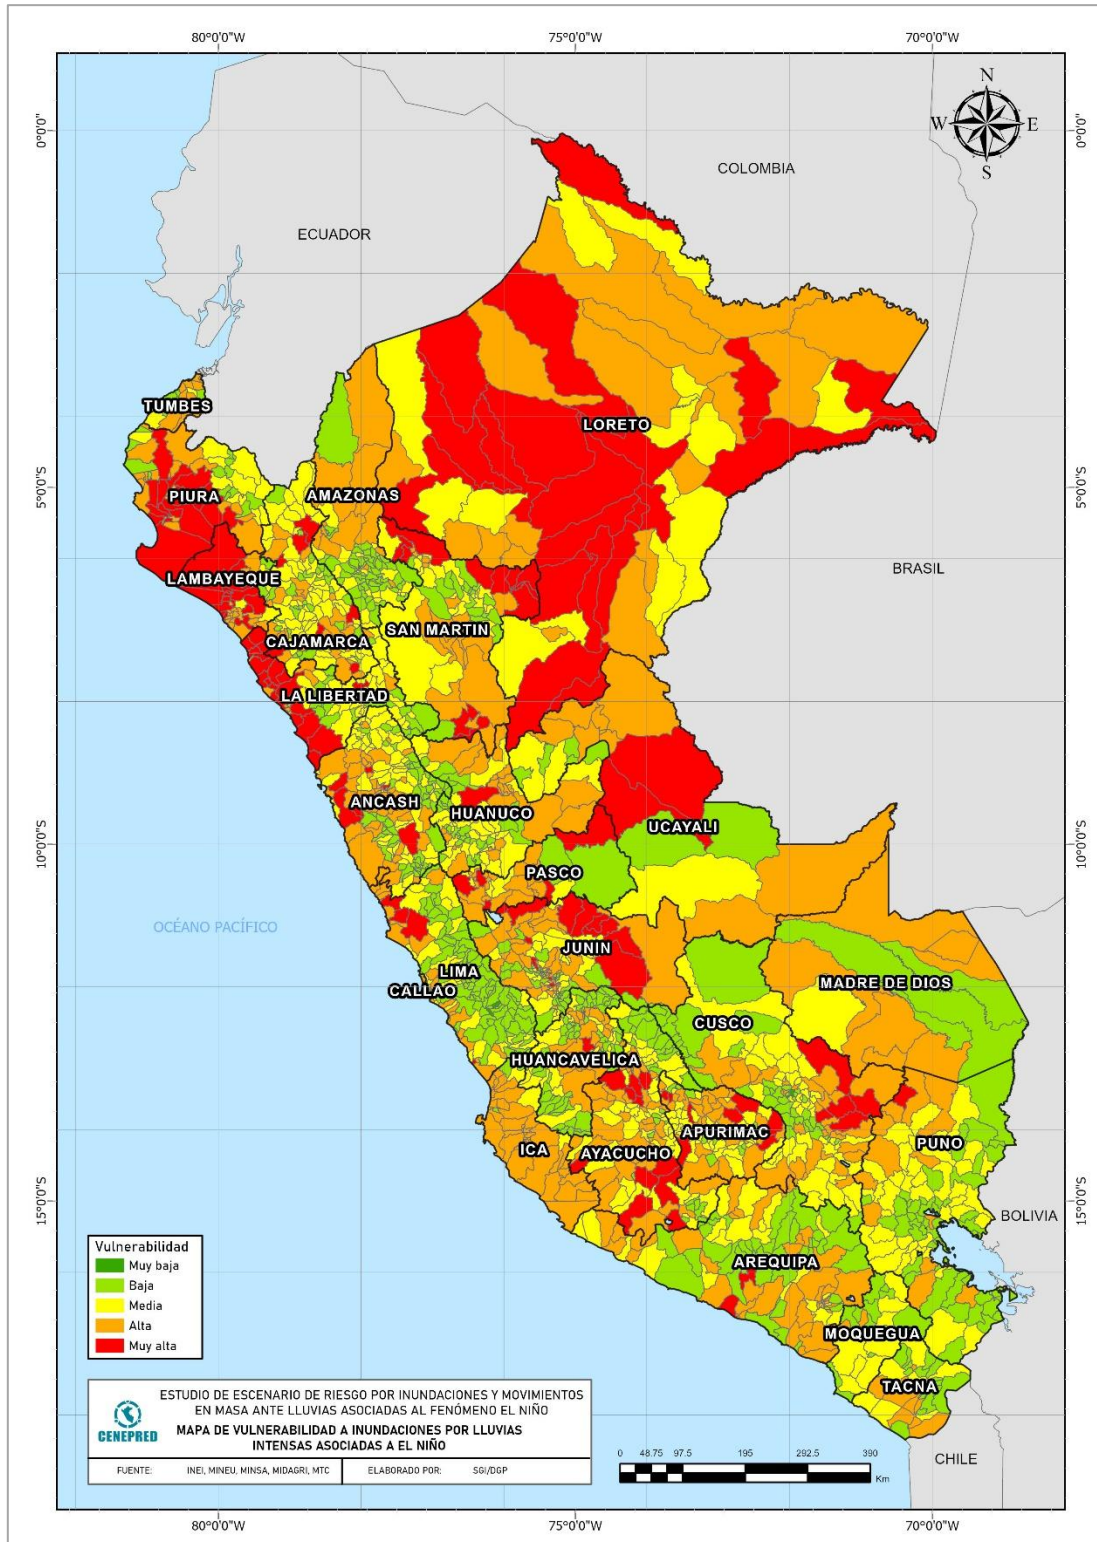 80°0'0"W 75°0'0"W 70°0'0"W
N
W E
S
0°0'0" 0°0'0"
COLOMBIA
ECUADOR
TUMBES
LORETO
PIURA
AMAZONAS
5°0'0"S 5°0'0"S
BRASIL
LAMBAYEQUE
SAN MARTIN
CAJAMARCA
LA LIBERTAD
ANCASH
HUANUCO
UCAYALI
10°0'0"S 10°0'0"S
PASCO
OCÉANO PACÍFICO
JUNIN
LIMA
MADRE DE DIOS
CALLAO
CUSCO
HUANCAVELICA
APURIMAC
PUNO
ICA
AYACUCHO
15°0'0"S 15°0'0"S
BOLIVIA
AREQUIPA
MOQUEGUA
TACNA
CHILE
Vulnerabilidad
Muy baja
Baja
Media
Alta
Muy alta
CENEPRED
ESTUDIO DE ESCENARIO DE RIESGO POR INUNDACIONES Y MOVIMIENTOS
EN MASA ANTE LLUVIAS ASOCIADAS AL FENÓMENO EL NIÑO
MAPA DE VULNERABILIDAD A INUNDACIONES POR LLUVIAS
INTENSAS ASOCIADAS A EL NIÑO
FUENTE: INEI, MINEU, MINSA, MIDAGRI, MTC ELABORADO POR: SGI/DGP
0 48.75 97.5 195 292.5 390
Km
80°0'0"W 75°0'0"W 70°0'0"W